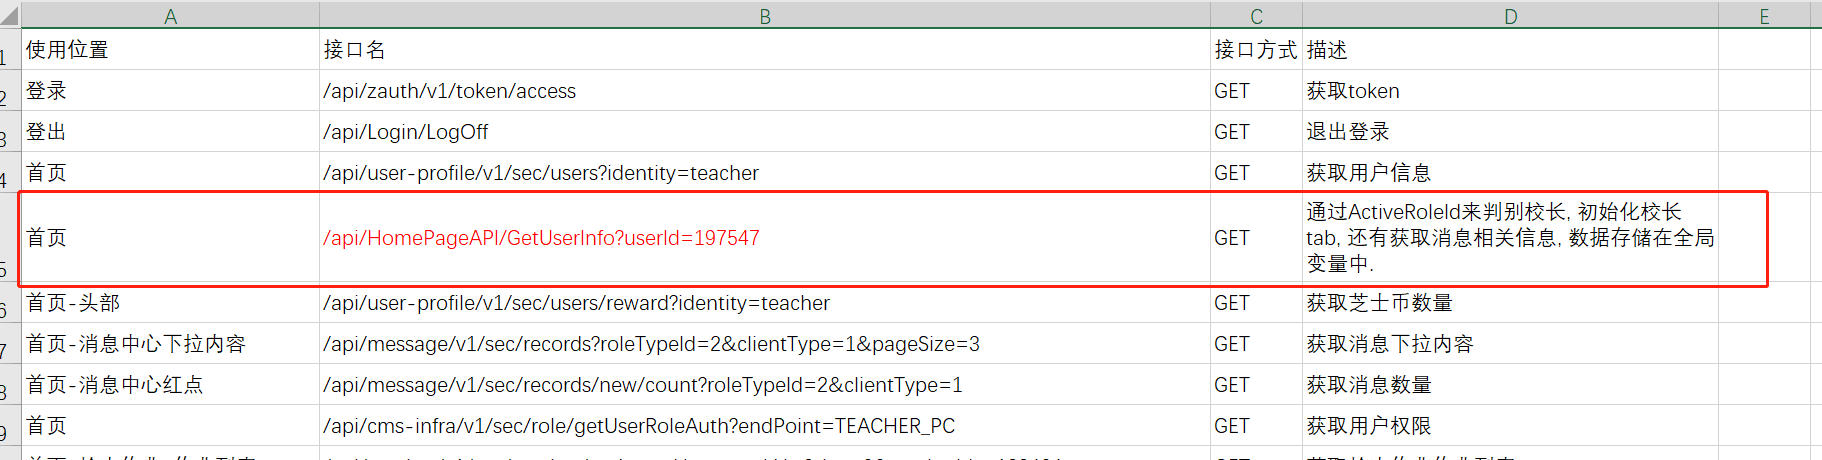 A B C D E
1 使用位置 接口名 接口方式 描述
2 登录 /api/zauth/v1/token/access GET 获取token
3 登出 /api/Login/LogOff GET 退出登录
4 首页 /api/user-profile/v1/sec/users?identity=teacher GET 获取用户信息
5 首页 /api/HomePageAPI/GetUserInfo?userId=197547 GET 通过ActiveRoleId来判别校长, 初始化校长
tab, 还有获取消息相关信息, 数据存储在全局
变量中.
6 首页-头部 /api/user-profile/v1/sec/users/reward?identity=teacher GET 获取芝士币数量
7 首页-消息中心下拉内容 /api/message/v1/sec/records?roleTypeId=2&clientType=1&pageSize=3 GET 获取消息下拉内容
8 首页-消息中心红点 /api/message/v1/sec/records/new/count?roleTypeId=2&clientType=1 GET 获取消息数量
9 首页 /api/cms-infra/v1/sec/role/getUserRoleAuth?endPoint=TEACHER_PC GET 获取用户权限